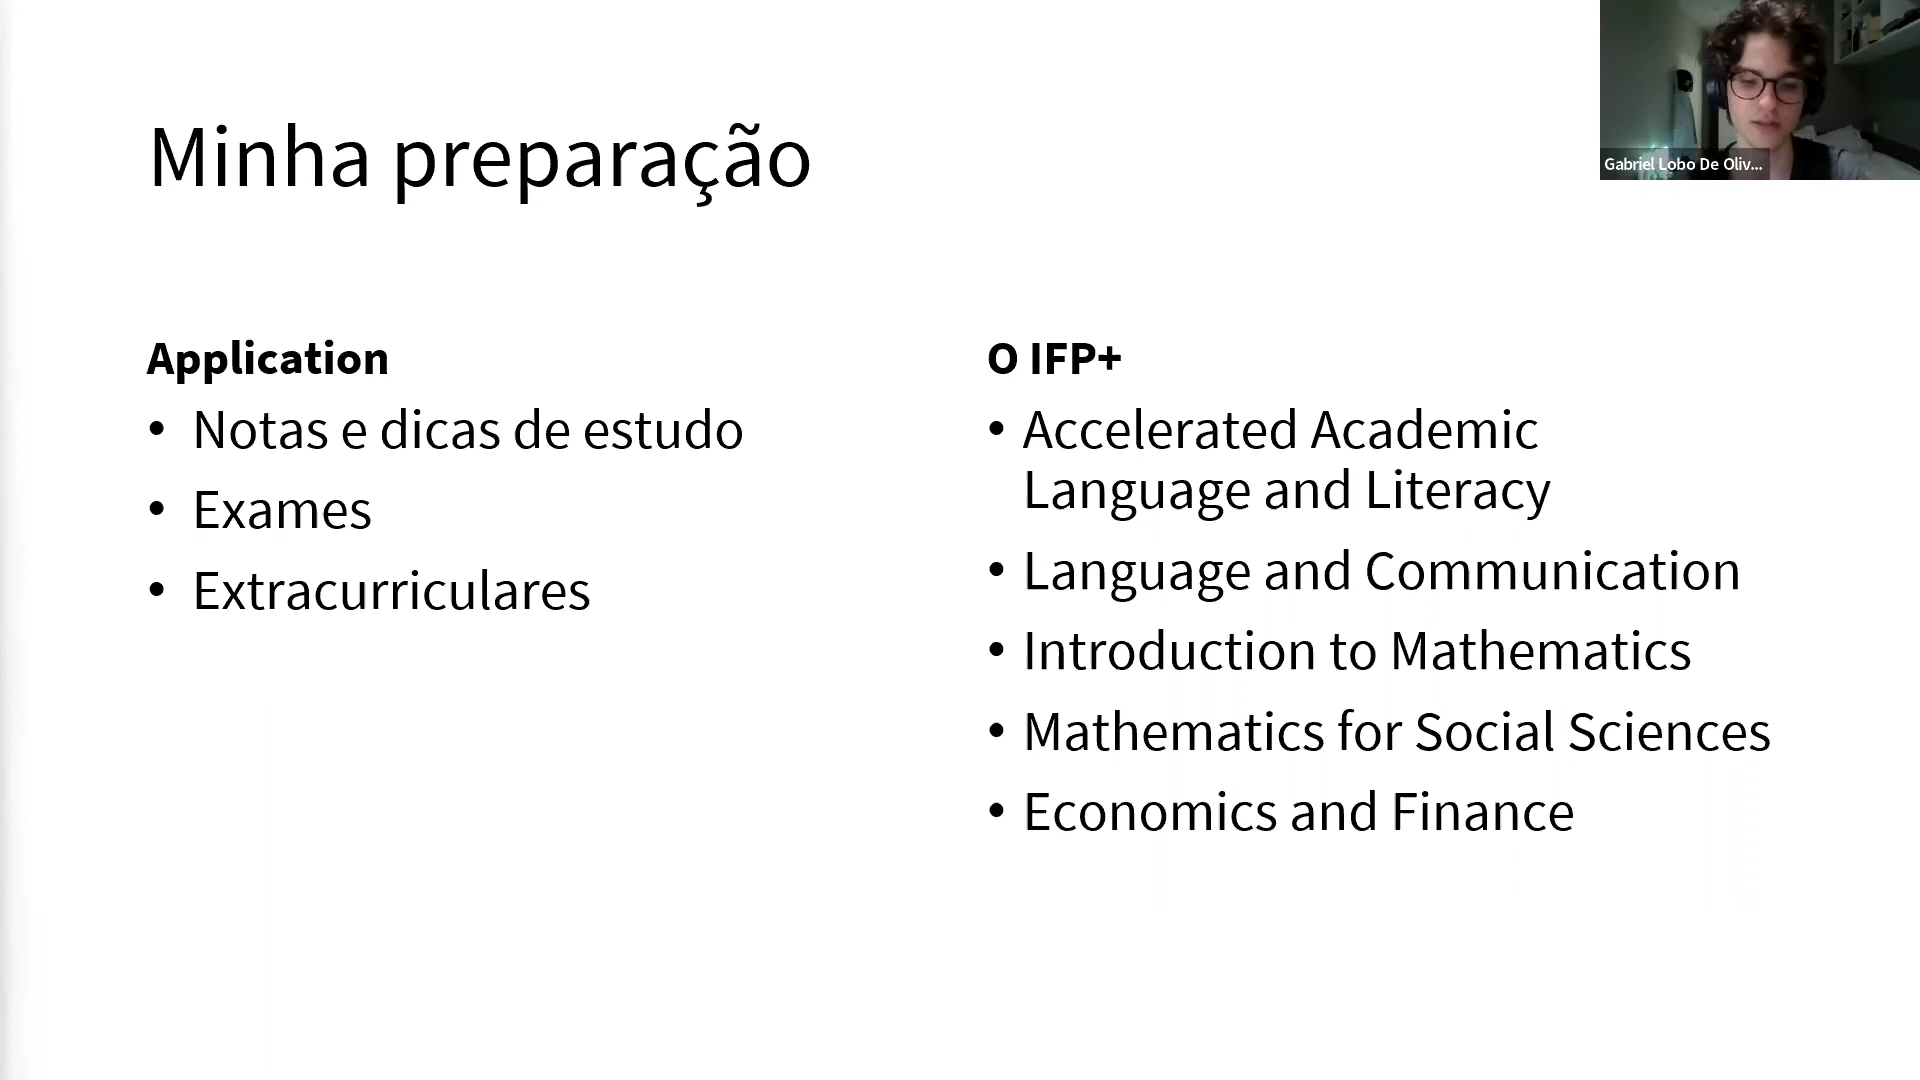 Minha preparação
Gabriel Lobo De Oliv...
Application
• Notas e dicas de estudo
• Exames
• Extracurriculares
O IFP+
• Accelerated Academic
Language and Literacy
• Language and Communication
• Introduction to Mathematics
• Mathematics for Social Sciences
• Economics and Finance